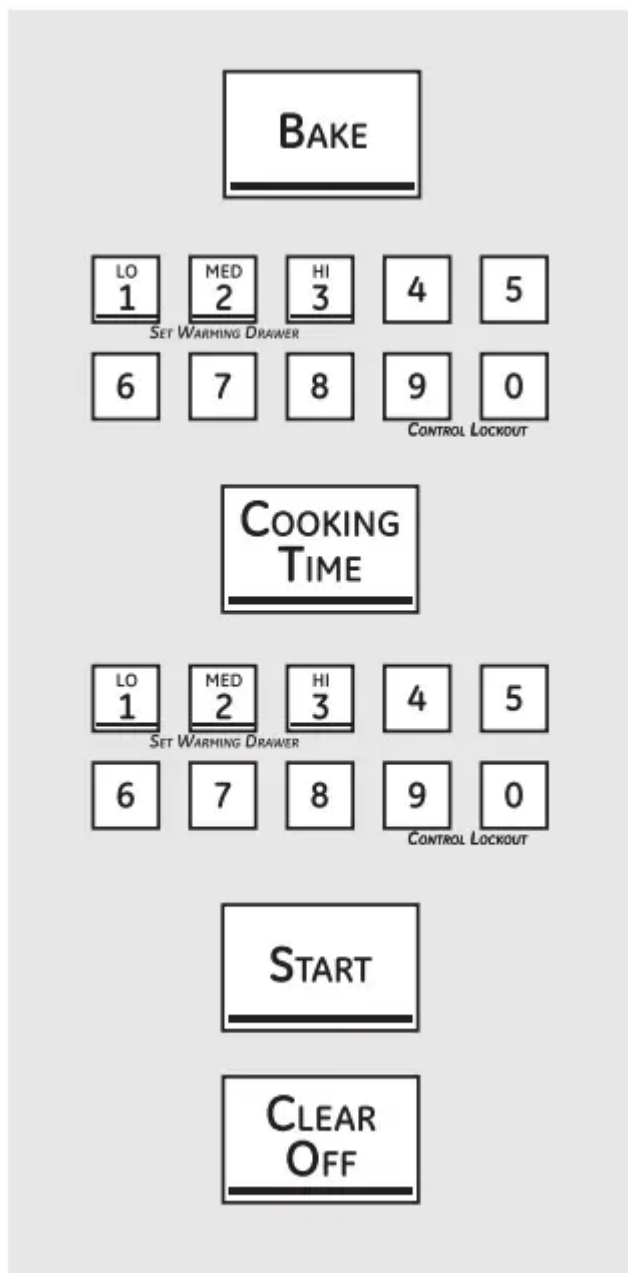 BAKE
LO MED HI
1 2 3 4 5
SET WARMING DRAWER
6 7 8 9 0
CONTROL LOCKOUT
COOKING
TIME
LO MED HI
1 2 3 4 5
SET WARMING DRAWER
6 7 8 9 0
CONTROL LOCKOUT
START
CLEAR
OFF